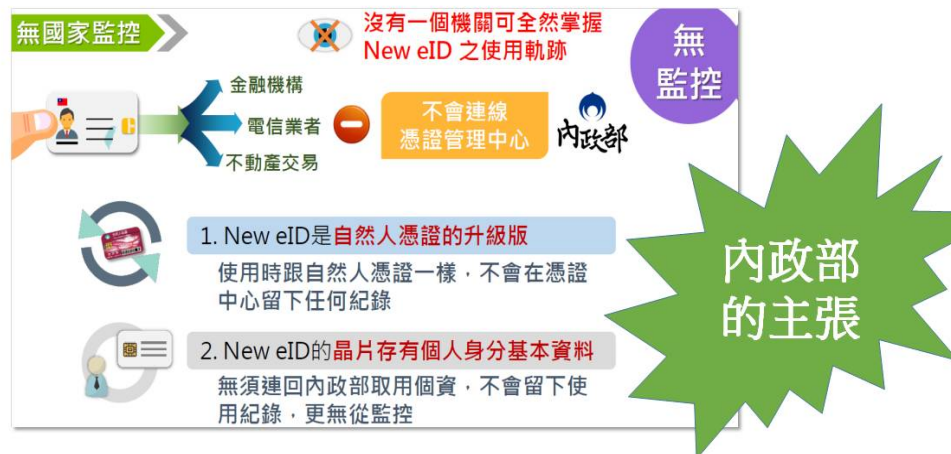 無國家監控
沒有一個機關可全然掌握
New eID 之使用軌跡
無
監控
金融機構
電信業者
不動產交易
不會連線
憑證管理中心
內政部
1. New eID是自然人憑證的升級版
使用時跟自然人憑證一樣，不會在憑證
中心留下任何紀錄
2. New eID的晶片存有個人身分基本資料
無須連回內政部取用個資，不會留下使
用紀錄，更無從監控
內政部
的主張